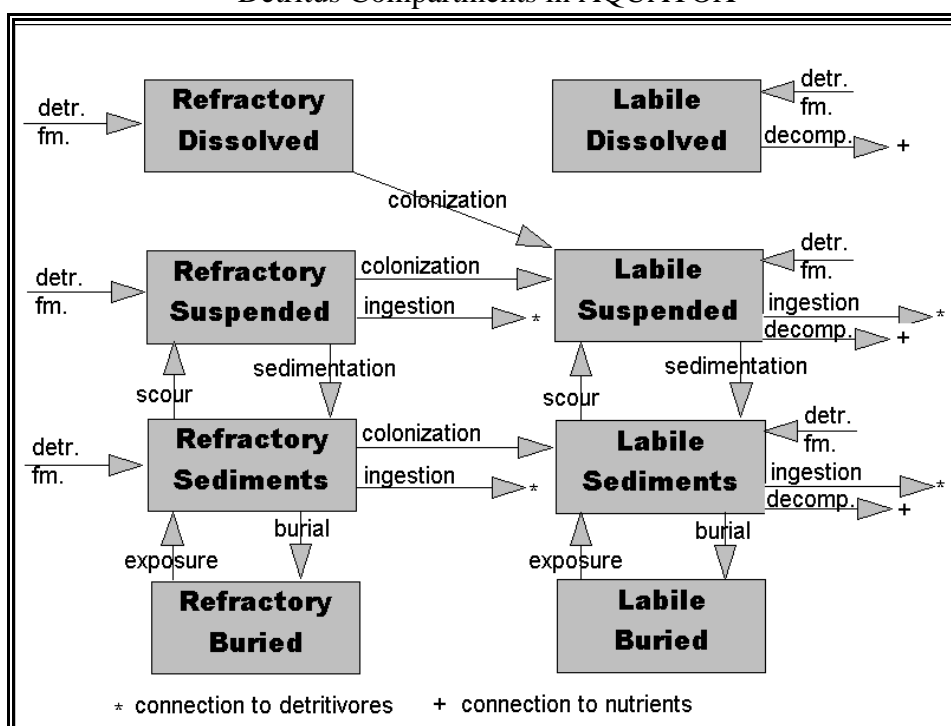 Detritus Compartments in AQUATOX
detr.
fm.
Refractory
Dissolved
Labile
Dissolved
detr.
fm.
decomp.
+
colonization
detr.
fm.
Refractory
Suspended
colonization
ingestion
*
Labile
Suspended
detr.
fm.
ingestion
*
decomp.
+
scour
sedimentation
scour
sedimentation
detr.
fm.
Refractory
Sediments
colonization
ingestion
*
Labile
Sediments
detr.
fm.
ingestion
*
decomp.
+
exposure
burial
exposure
burial
Refractory
Buried
Labile
Buried
* connection to detritivores + connection to nutrients